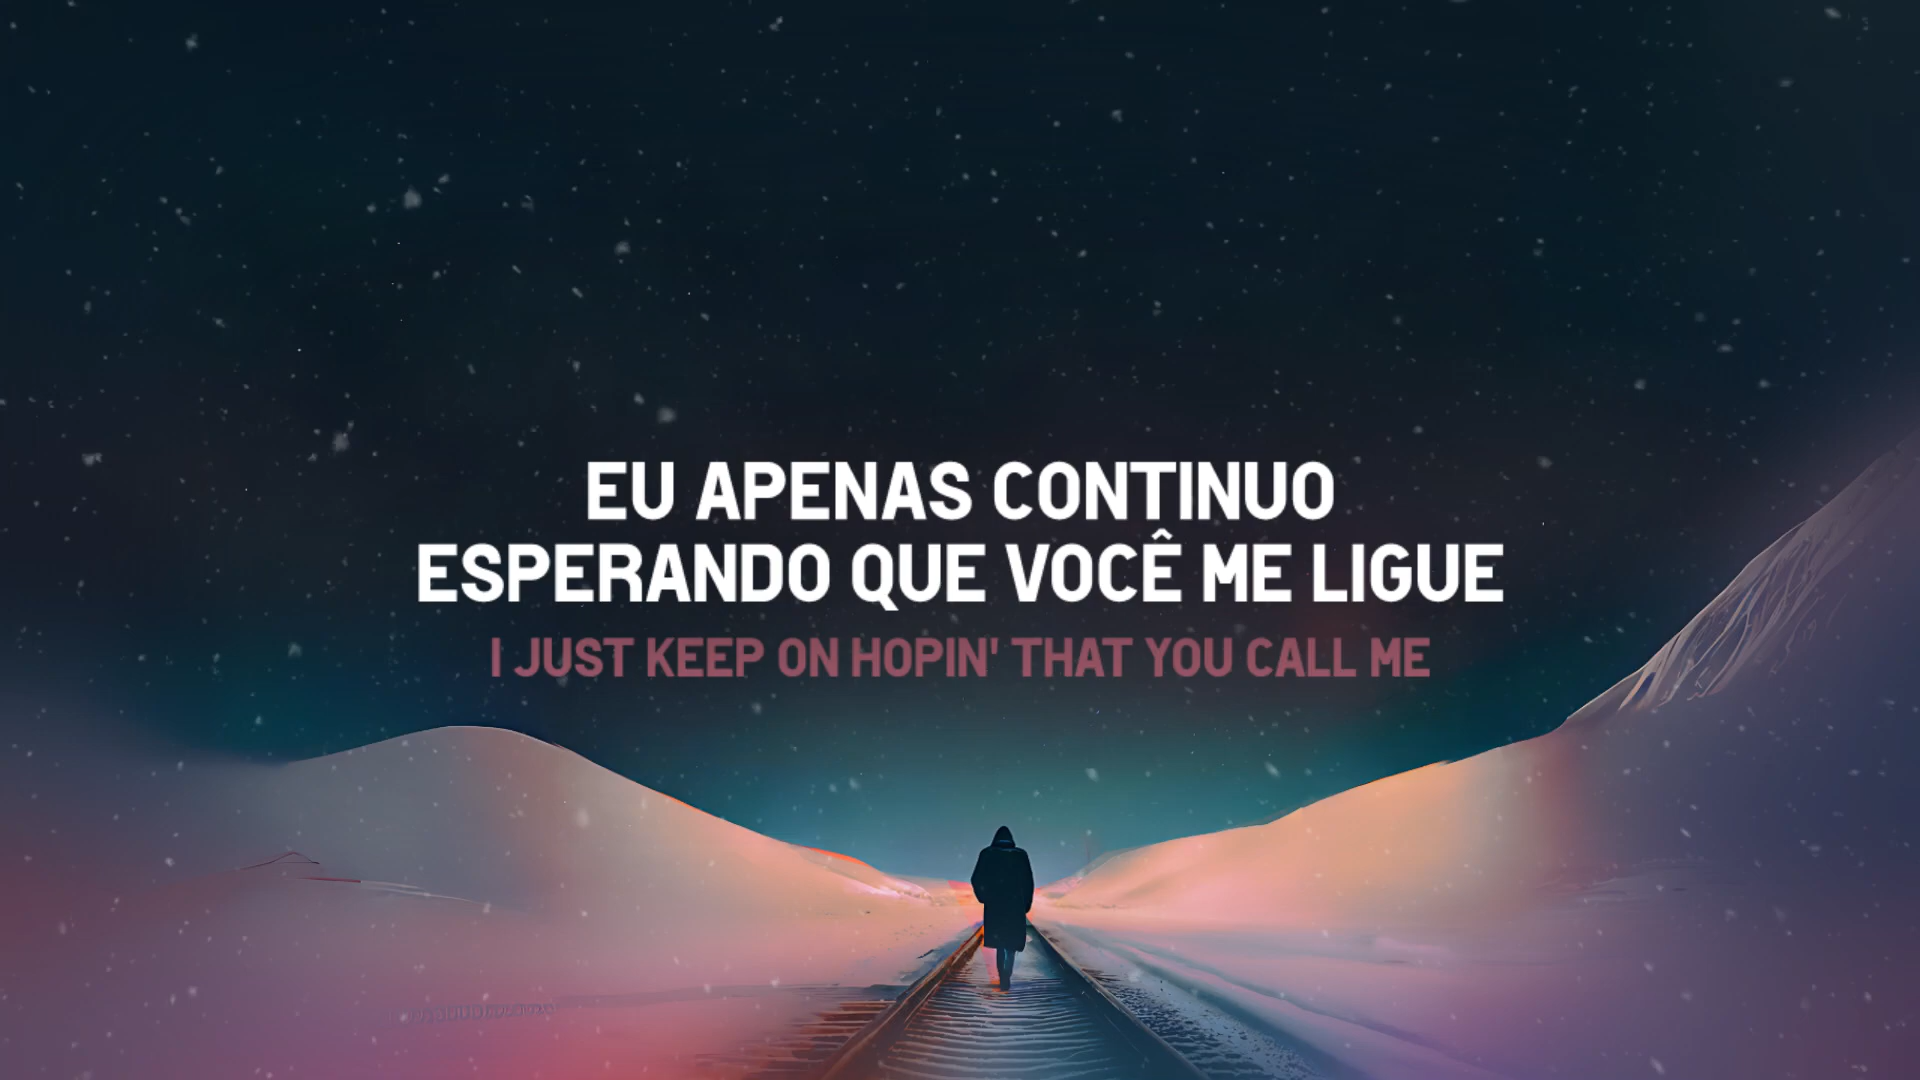 EU APENAS CONTINUO
ESPERANDO QUE VOCÊ ME LIGUE
I JUST KEEP ON HOPIN' THAT YOU CALL ME